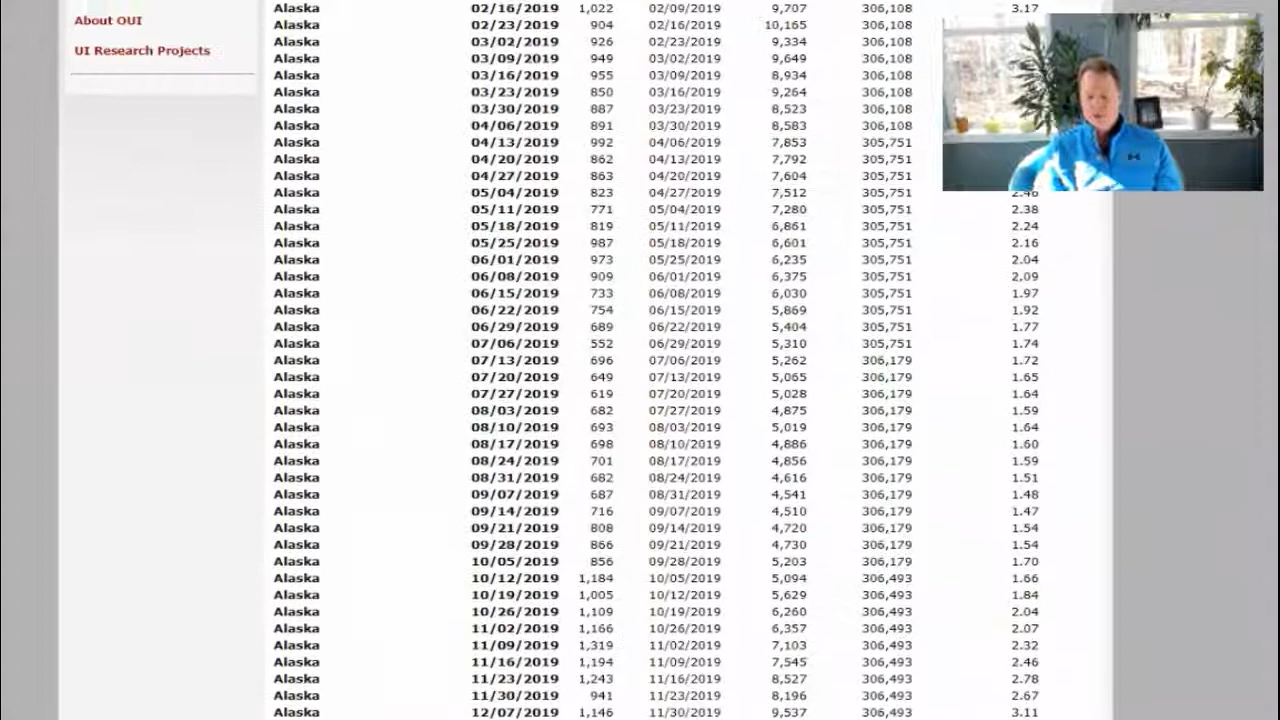 About OUI
UI Research Projects
Alaska 02/16/2019 1,022 02/09/2019 9,707 306,108 3.17
Alaska 02/23/2019 904 02/16/2019 10,165 306,108
Alaska 03/02/2019 926 02/23/2019 9,334 306,108
Alaska 03/09/2019 949 03/02/2019 9,649 306,108
Alaska 03/16/2019 955 03/09/2019 8,934 306,108
Alaska 03/23/2019 850 03/16/2019 9,264 306,108
Alaska 03/30/2019 887 03/23/2019 8,523 306,108
Alaska 04/06/2019 891 03/30/2019 8,583 306,108
Alaska 04/13/2019 992 04/06/2019 7,853 305,751
Alaska 04/20/2019 862 04/13/2019 7,792 305,751
Alaska 04/27/2019 863 04/20/2019 7,604 305,751
Alaska 05/04/2019 823 04/27/2019 7,512 305,751 2.46
Alaska 05/11/2019 771 05/04/2019 7,280 305,751 2.38
Alaska 05/18/2019 819 05/11/2019 6,861 305,751 2.24
Alaska 05/25/2019 987 05/18/2019 6,601 305,751 2.16
Alaska 06/01/2019 973 05/25/2019 6,235 305,751 2.04
Alaska 06/08/2019 909 06/01/2019 6,375 305,751 2.09
Alaska 06/15/2019 733 06/08/2019 6,030 305,751 1.97
Alaska 06/22/2019 754 06/15/2019 5,869 305,751 1.92
Alaska 06/29/2019 689 06/22/2019 5,404 305,751 1.77
Alaska 07/06/2019 552 06/29/2019 5,310 305,751 1.74
Alaska 07/13/2019 696 07/06/2019 5,262 306,179 1.72
Alaska 07/20/2019 649 07/13/2019 5,065 306,179 1.65
Alaska 07/27/2019 619 07/20/2019 5,028 306,179 1.64
Alaska 08/03/2019 682 07/27/2019 4,875 306,179 1.59
Alaska 08/10/2019 693 08/03/2019 5,019 306,179 1.64
Alaska 08/17/2019 698 08/10/2019 4,886 306,179 1.60
Alaska 08/24/2019 701 08/17/2019 4,856 306,179 1.59
Alaska 08/31/2019 682 08/24/2019 4,616 306,179 1.51
Alaska 09/07/2019 687 08/31/2019 4,541 306,179 1.48
Alaska 09/14/2019 716 09/07/2019 4,510 306,179 1.47
Alaska 09/21/2019 808 09/14/2019 4,720 306,179 1.54
Alaska 09/28/2019 866 09/21/2019 4,730 306,179 1.54
Alaska 10/05/2019 856 09/28/2019 5,203 306,179 1.70
Alaska 10/12/2019 1,184 10/05/2019 5,094 306,493 1.66
Alaska 10/19/2019 1,005 10/12/2019 5,629 306,493 1.84
Alaska 10/26/2019 1,109 10/19/2019 6,260 306,493 2.04
Alaska 11/02/2019 1,166 10/26/2019 6,357 306,493 2.07
Alaska 11/09/2019 1,319 11/02/2019 7,103 306,493 2.32
Alaska 11/16/2019 1,194 11/09/2019 7,545 306,493 2.46
Alaska 11/23/2019 1,243 11/16/2019 8,527 306,493 2.78
Alaska 11/30/2019 941 11/23/2019 8,196 306,493 2.67
Alaska 12/07/2019 1,146 11/30/2019 9,537 306,493 3.11